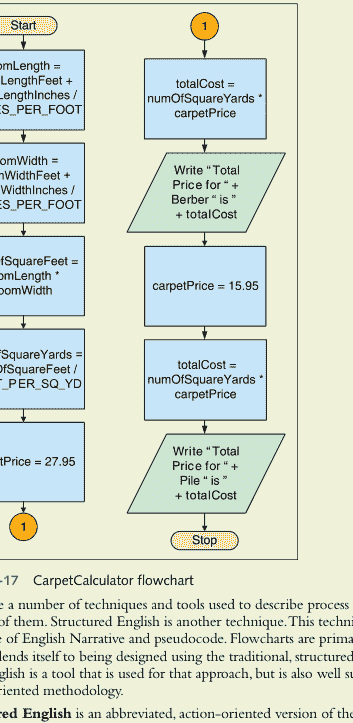 Start
omLength =
LengthFeet +
LengthInches /
ES_PER_FOOT
omWidth =
mWidthFeet +
WidthInches /
ES_PER_FOOT
fSquareFeet =
omLength *
oomWidth
fSquareYards =
OfSquareFeet /
T_PER_SQ_YD
tPrice = 27.95
1
1
totalCost =
numOfSquareYards *
carpetPrice
Write “Total
Price for “ +
Berber “ is ”
+ totalCost
carpetPrice = 15.95
totalCost =
numOfSquareYards *
carpetPrice
Write “Total
Price for “ +
Pile “ is ”
+ totalCost
Stop
-17 CarpetCalculator flowchart
e a number of techniques and tools used to describe process
of them. Structured English is another technique. This techni
e of English Narrative and pseudocode. Flowcharts are prima
lends itself to being designed using the traditional, structured
glish is a tool that is used for that approach, but is also well su
riented methodology.
red English is an abbreviated, action-oriented version of the